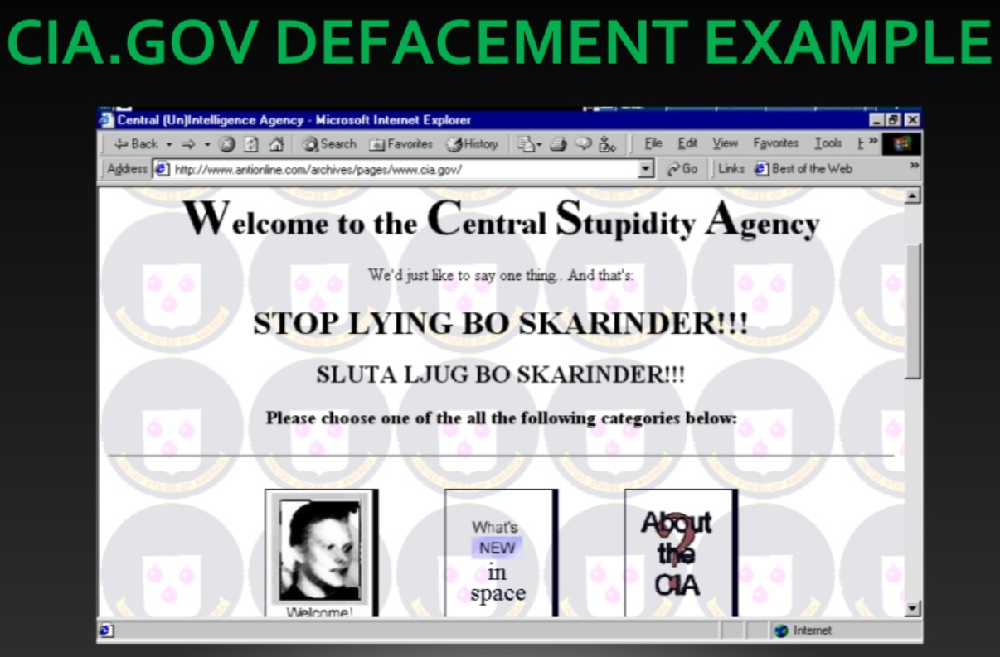 CIA.GOV DEFACEMENT EXAMPLE
Central (Un)Intelligence Agency - Microsoft Internet Explorer
Back Search Favorites History File Edit View Favorites Tools »
Address http://www.antionline.com/archives/pages/www.cia.gov/ Go Links Best of the Web »
Welcome to the Central Stupidity Agency
We'd just like to say one thing.. And that's:
STOP LYING BO SKARINDER!!!
SLUTA LJUG BO SKARINDER!!!
Please choose one of the all the following categories below:
Welcome!
What's
NEW
in
space
About
the
CIA
?
Internet